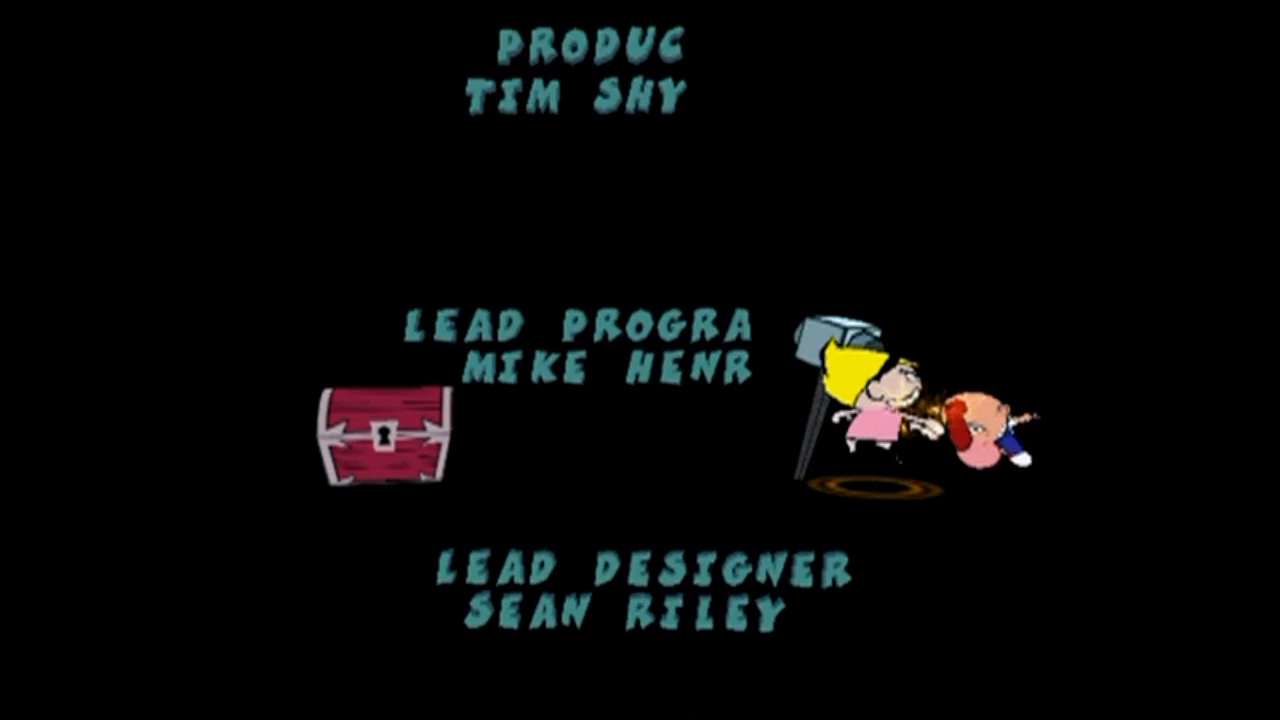 PRODUC
TIM SHY
LEAD PROGRA
MIKE HENR
LEAD DESIGNER
SEAN RILEY